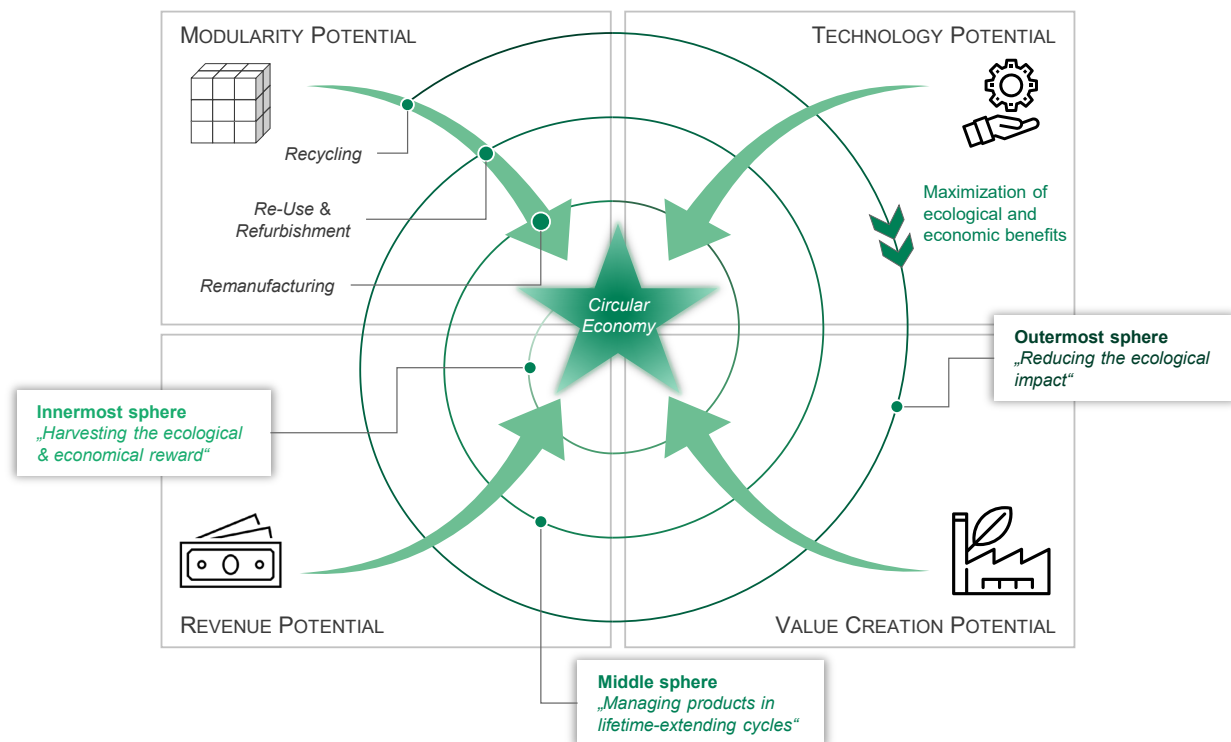 MODULARITY POTENTIAL
TECHNOLOGY POTENTIAL
Recycling
Re-Use &
Refurbishment
Remanufacturing
Maximization of
ecological and
economic benefits
Circular
Economy
Outermost sphere
„Reducing the ecological
impact“
Innermost sphere
„Harvesting the ecological
& economical reward“
REVENUE POTENTIAL
VALUE CREATION POTENTIAL
Middle sphere
„Managing products in
lifetime-extending cycles“